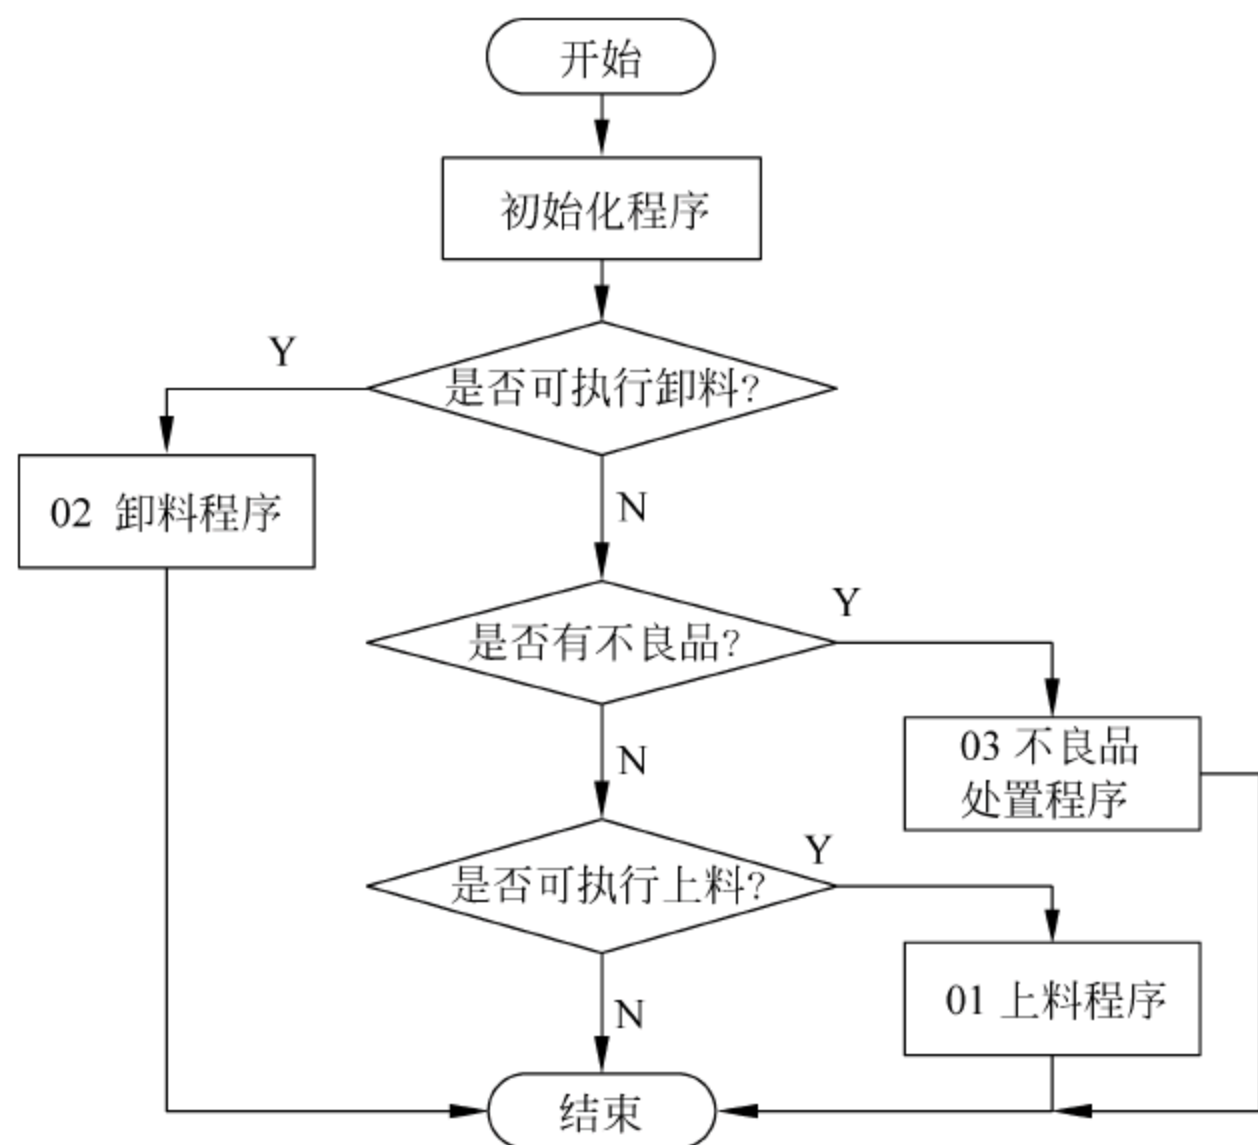 开始
初始化程序
Y
是否可执行卸料?
02 卸料程序
N
Y
是否有不良品?
03 不良品
处置程序
N
Y
是否可执行上料?
01 上料程序
N
结束